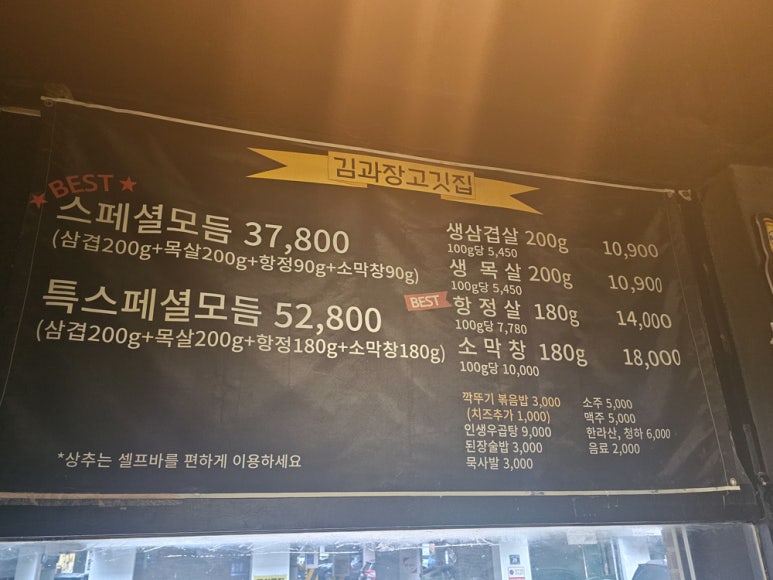 김과장고깃집
BEST
스페셜모듬 37,800
(삼겹200g+목살200g+항정90g+소막창90g)
특스페셜모듬 52,800
(삼겹200g+목살200g+항정180g+소막창180g)
*상추는 셀프바를 편하게 이용하세요
생삼겹살 200g 10,900
100g당 5,450
생 목 살 200g 10,900
100g당 5,450
BEST
항 정 살 180g 14,000
100g당 7,780
소 막 창 180g 18,000
100g당 10,000
깍뚜기 볶음밥 3,000
(치즈추가 1,000)
인생우곱탕 9,000
된장술밥 3,000
묵사발 3,000
소주 5,000
맥주 5,000
한라산, 청하 6,000
음료 2,000